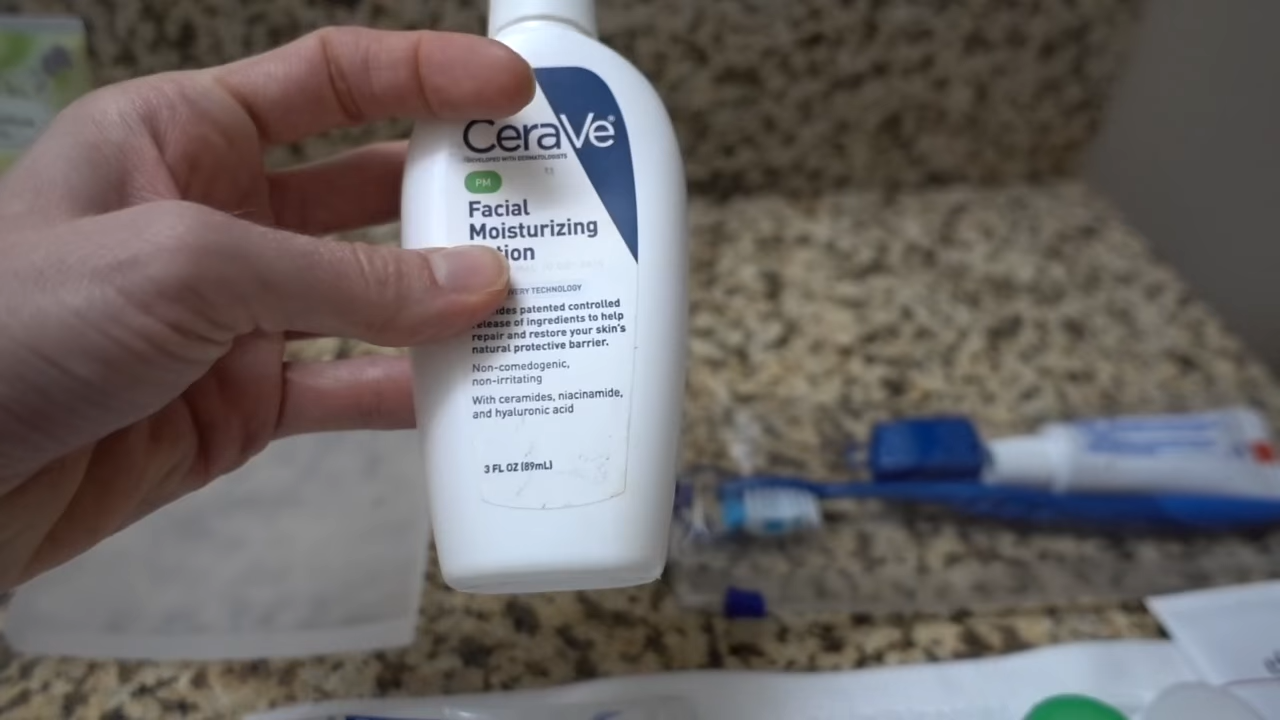 CeraVe®
DEVELOPED WITH DERMATOLOGISTS
PM
Facial
Moisturizing
tion
VERY TECHNOLOGY
ides patented controlled
release of ingredients to help
repair and restore your skin's
natural protective barrier.
Non-comedogenic,
non-irritating
With ceramides, niacinamide,
and hyaluronic acid
3 FL OZ (89mL)